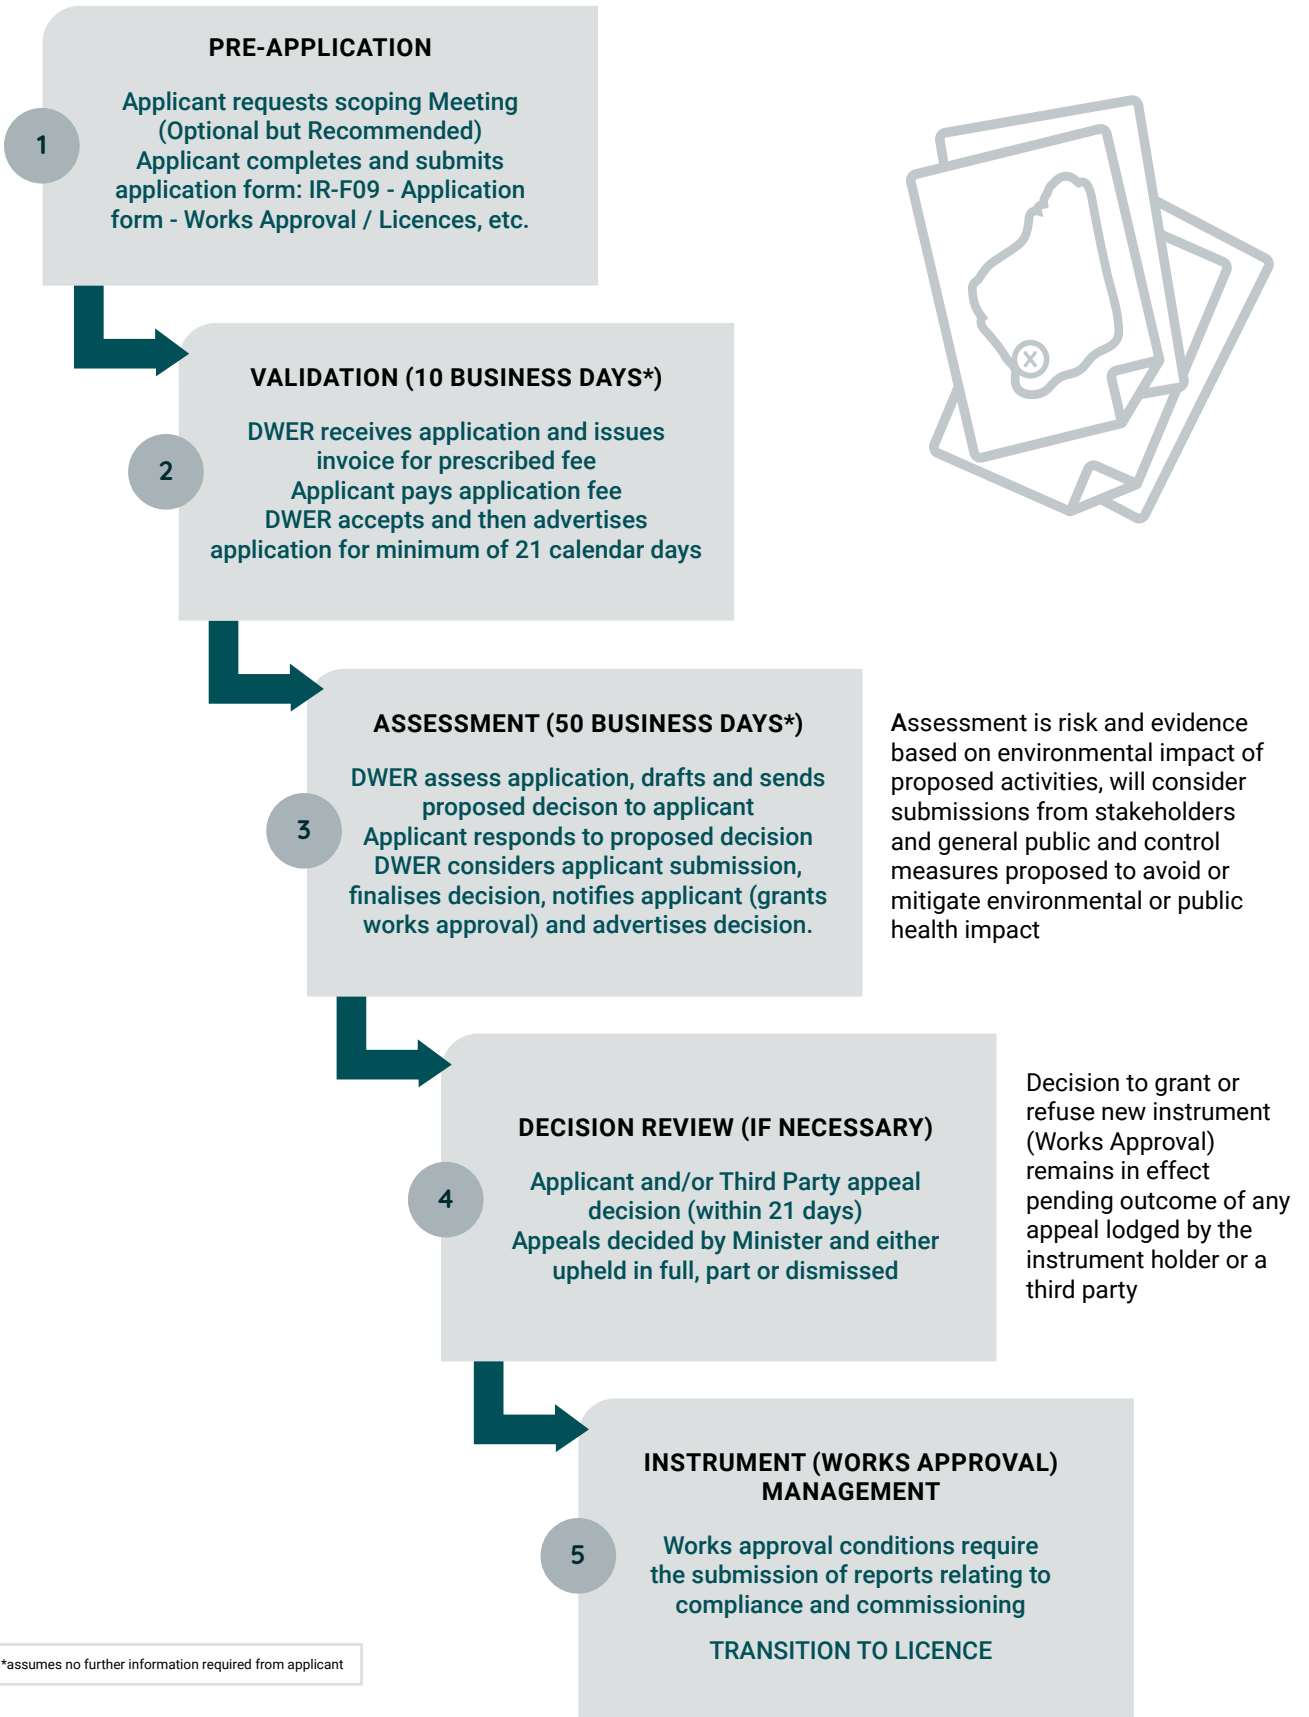 PRE-APPLICATION
Applicant requests scoping Meeting
(Optional but Recommended)
Applicant completes and submits
application form: IR-F09 - Application
form - Works Approval / Licences, etc.
1
VALIDATION (10 BUSINESS DAYS*)
DWER receives application and issues
invoice for prescribed fee
Applicant pays application fee
DWER accepts and then advertises
application for minimum of 21 calendar days
2
X
ASSESSMENT (50 BUSINESS DAYS*)
DWER assess application, drafts and sends
proposed decison to applicant
Applicant responds to proposed decision
DWER considers applicant submission,
finalises decision, notifies applicant (grants
works approval) and advertises decision.
3
Assessment is risk and evidence
based on environmental impact of
proposed activities, will consider
submissions from stakeholders
and general public and control
measures proposed to avoid or
mitigate environmental or public
health impact
DECISION REVIEW (IF NECESSARY)
Applicant and/or Third Party appeal
decision (within 21 days)
Appeals decided by Minister and either
upheld in full, part or dismissed
4
Decision to grant or
refuse new instrument
(Works Approval)
remains in effect
pending outcome of any
appeal lodged by the
instrument holder or a
third party
INSTRUMENT (WORKS APPROVAL)
MANAGEMENT
Works approval conditions require
the submission of reports relating to
compliance and commissioning
TRANSITION TO LICENCE
5
*assumes no further information required from applicant